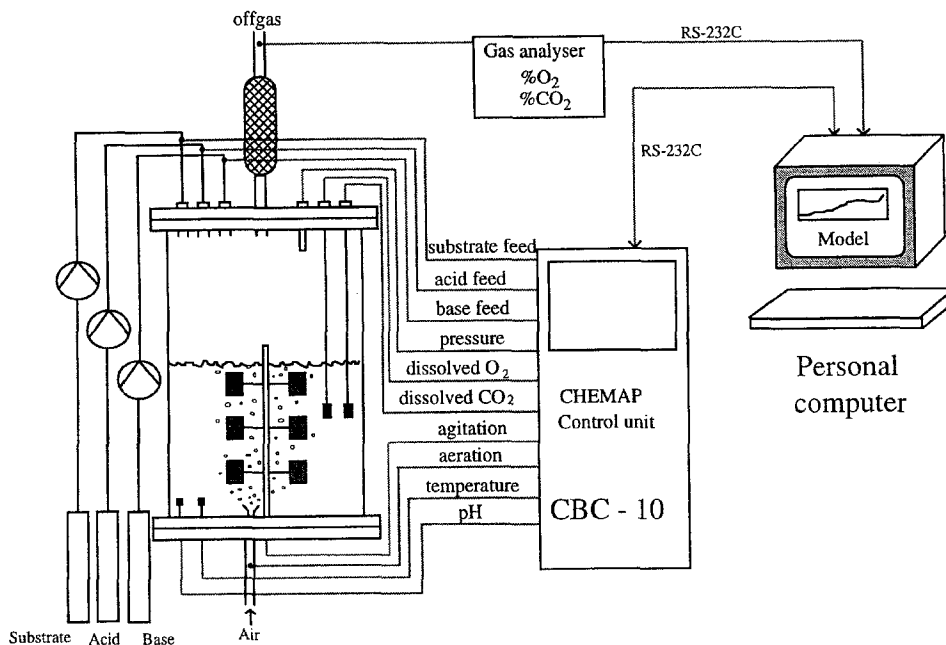 offgas
Gas analyser
%O2
%CO2
RS-232C
RS-232C
Model
Personal
computer
substrate feed
acid feed
base feed
pressure
dissolved O2
dissolved CO2
agitation
aeration
temperature
pH
CHEMAP
Control unit
CBC - 10
Substrate
Acid
Base
Air